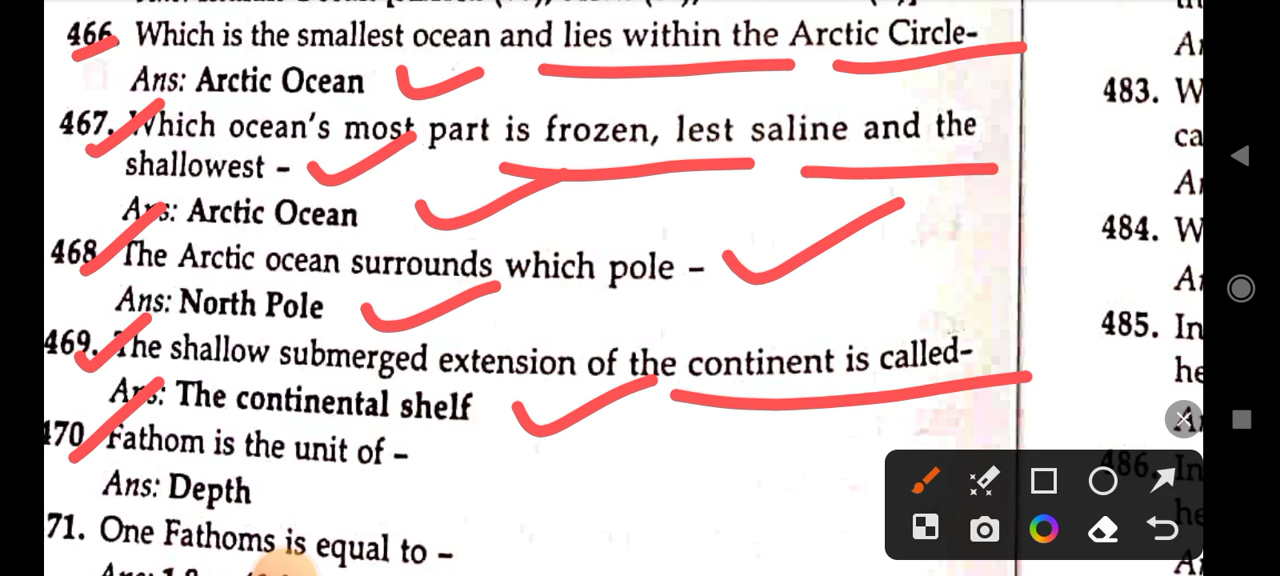 466. Which is the smallest ocean and lies within the Arctic Circle-
Ans: Arctic Ocean
467. Which ocean's most part is frozen, lest saline and the
shallowest -
Ans: Arctic Ocean
468. The Arctic ocean surrounds which pole -
Ans: North Pole
469. The shallow submerged extension of the continent is called-
Ans: The continental shelf
170. Fathom is the unit of -
Ans: Depth
71. One Fathoms is equal to -
483. W
ca
484. W
485. In
he
486. In
he